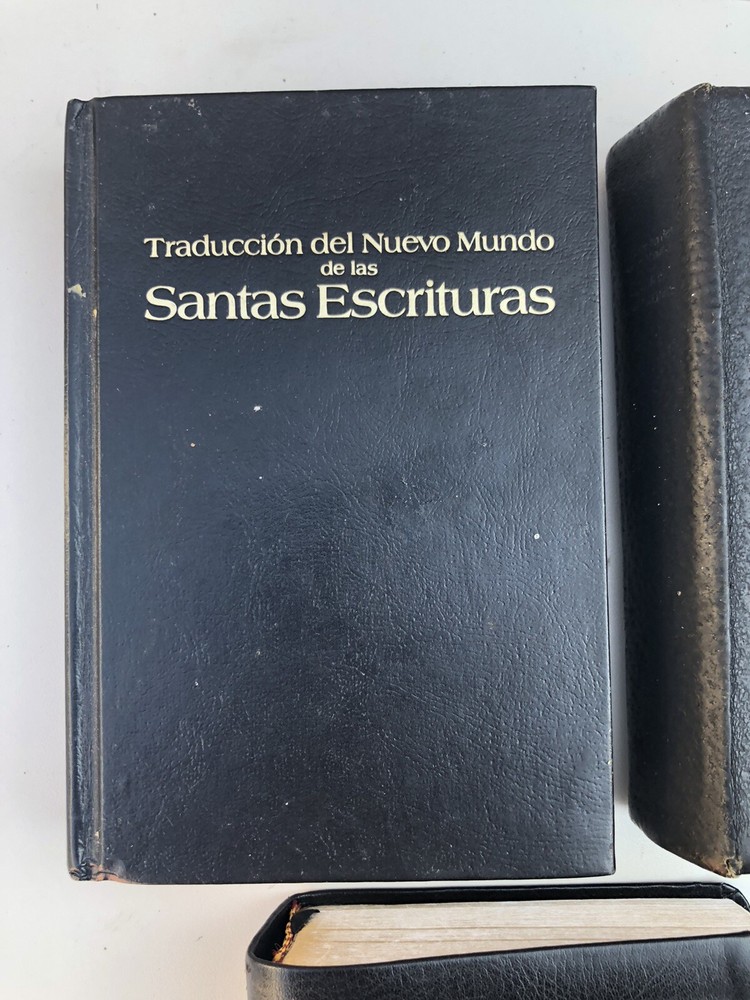 Traducción del Nuevo Mundo
de las
Santas Escrituras